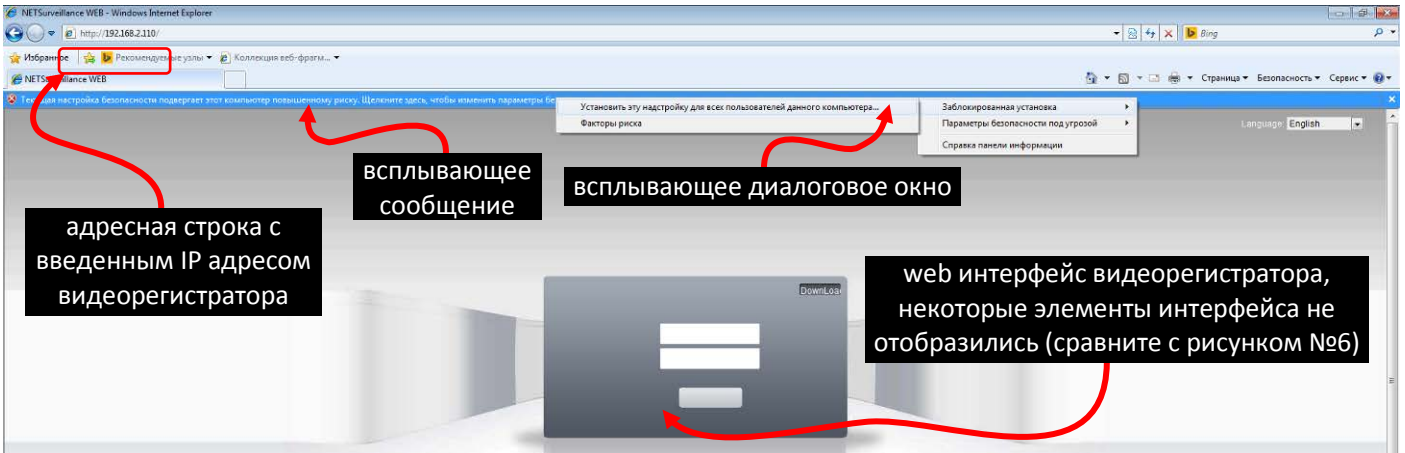 NETSurveillance WEB - Windows Internet Explorer
http://192.168.2.110/
Bing
Избранное
Рекомендуемые узлы
Коллекция веб-фрагм...
NETSurveillance WEB
Страница
Безопасность
Сервис
Текущая настройка безопасности подвергает этот компьютер повышенному риску. Щелкните здесь, чтобы изменить параметры
Установить эту надстройку для всех пользователей данного компьютера...
Факторы риска
Заблокированная установка
Параметры безопасности под угрозой
Справка панели информации
Language
English
всплывающее
сообщение
всплывающее диалоговое окно
адресная строка с
введенным IP адресом
видеорегистратора
DownLoa
web интерфейс видеорегистратора,
некоторые элементы интерфейса не
отобразились (сравните с рисунком №6)